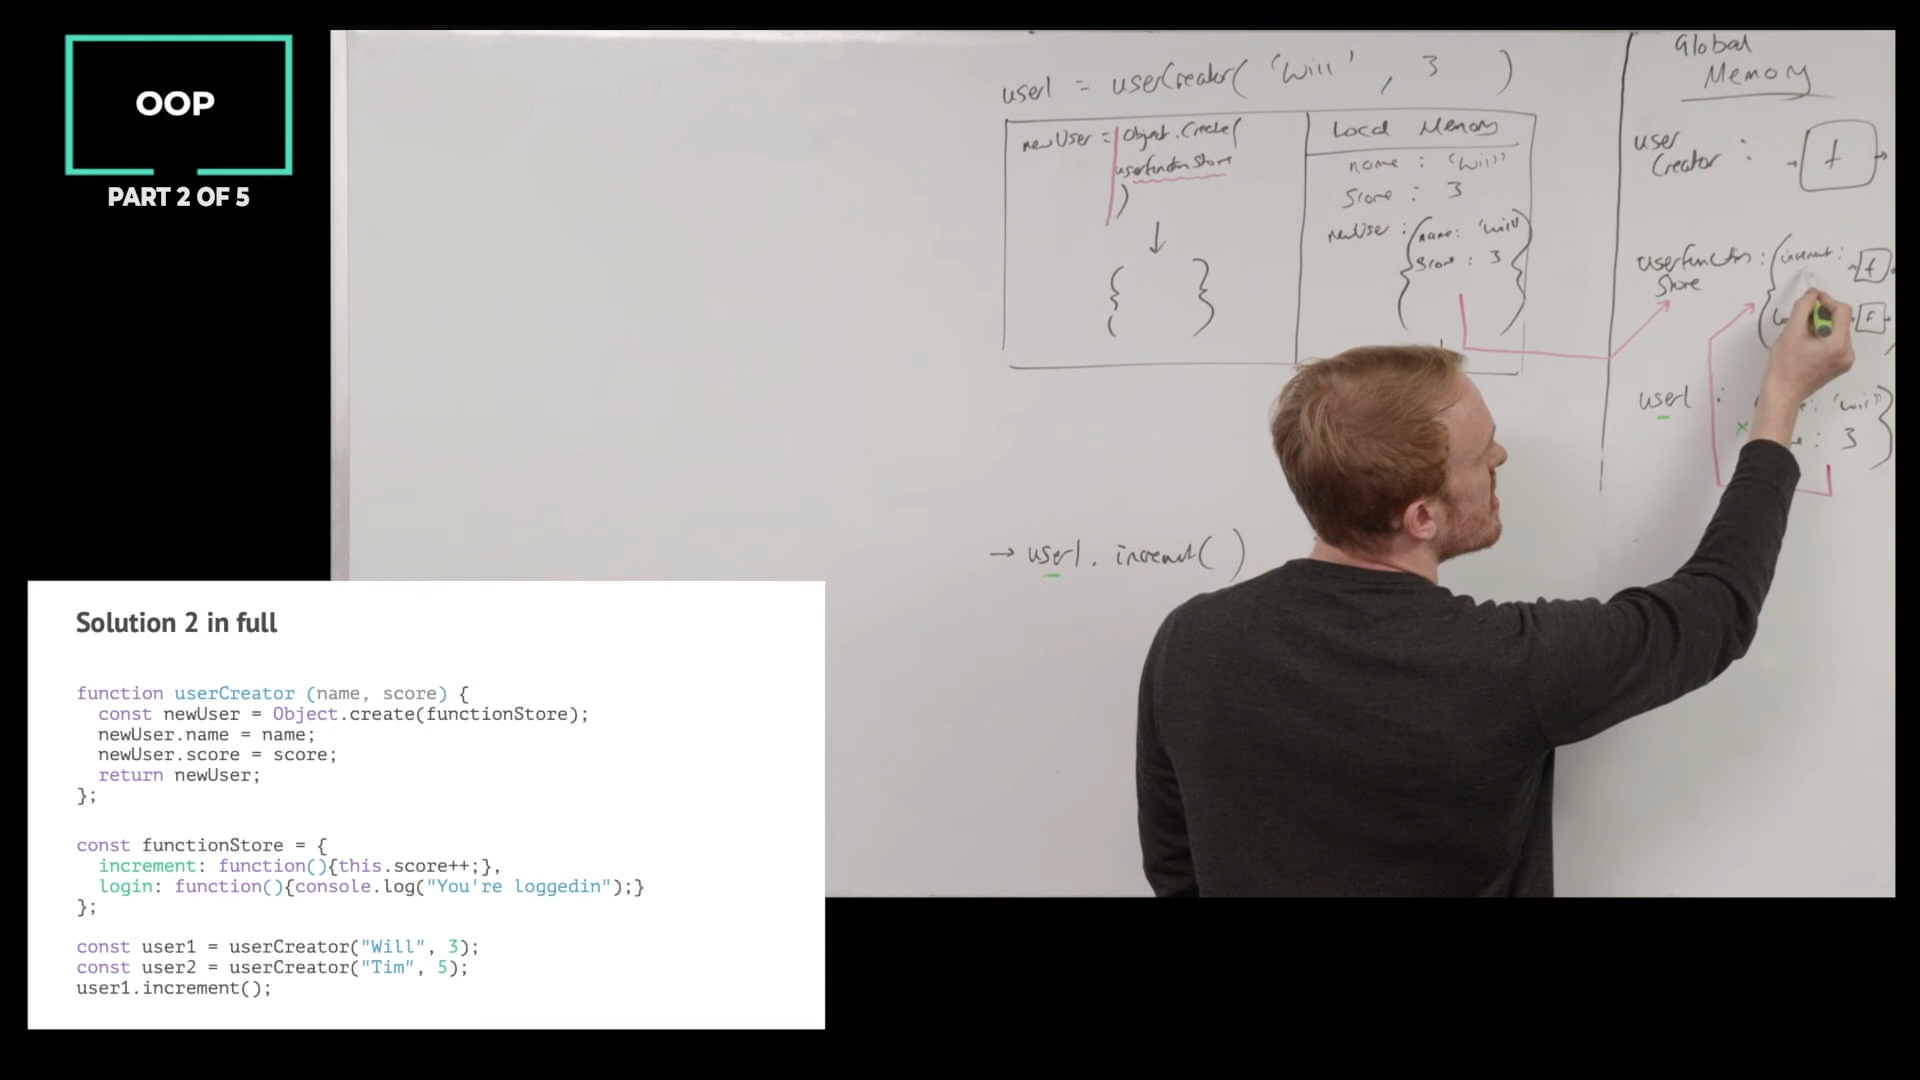 OOP
PART 2 OF 5
user1 = userCreator( 'Will' , 3 )
newUser = Object.Create(
userfunctionStore
)
↓
{ }
Local Memory
name : 'Will'
Score : 3
newUser : { name: 'Will'
Score : 3 }
Global
Memory
user
Creator : f
userfunction : { increment : f
Store
f
user1 : 'Will'
: 3 }
→ user1. increment( )
Solution 2 in full
function userCreator (name, score) {
const newUser = Object.create(functionStore);
newUser.name = name;
newUser.score = score;
return newUser;
};
const functionStore = {
increment: function(){this.score++;},
login: function(){console.log("You're loggedin");}
};
const user1 = userCreator("Will", 3);
const user2 = userCreator("Tim", 5);
user1.increment();